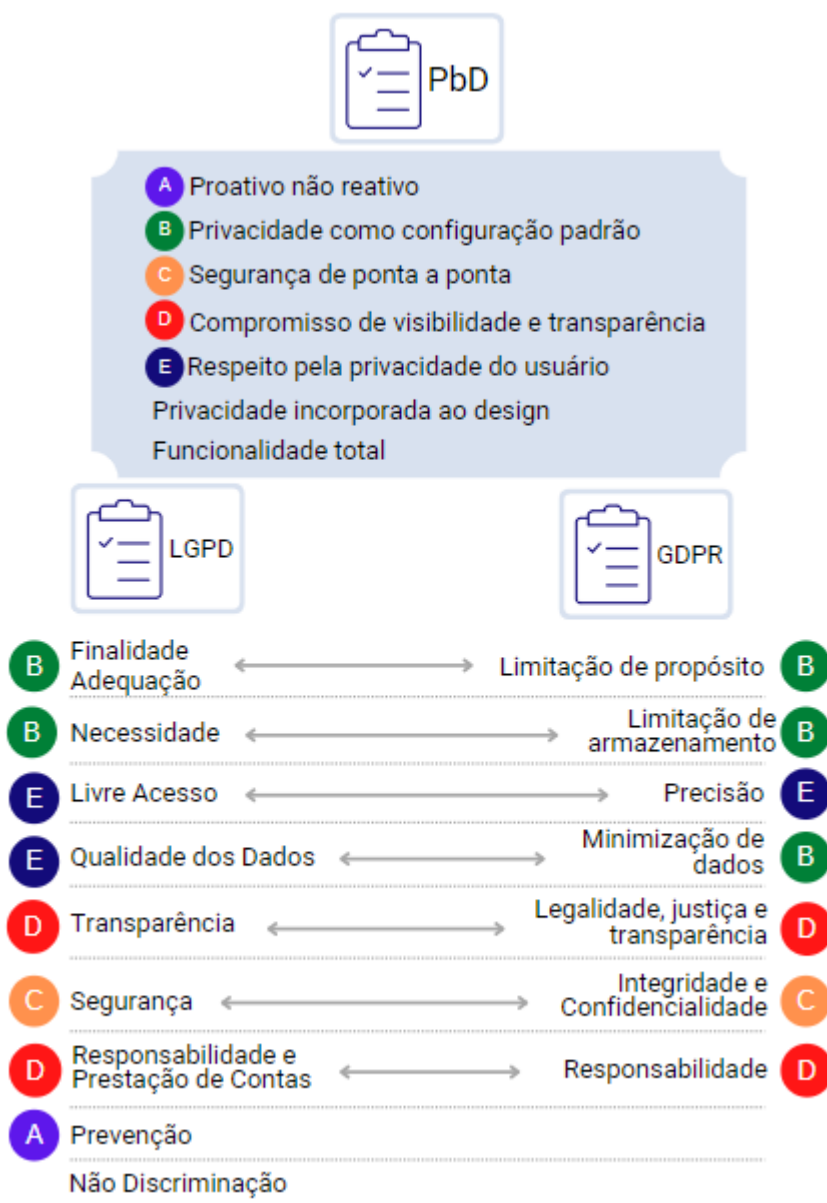 PbD
A Proativo não reativo
B Privacidade como configuração padrão
C Segurança de ponta a ponta
D Compromisso de visibilidade e transparência
E Respeito pela privacidade do usuário
Privacidade incorporada ao design
Funcionalidade total
LGPD
GDPR
B Finalidade
Adequação
Limitação de propósito B
B Necessidade
Limitação de
armazenamento B
E Livre Acesso
Precisão E
E Qualidade dos Dados
Minimização de
dados B
D Transparência
Legalidade, justiça e
transparência D
C Segurança
Integridade e
Confidencialidade C
D Responsabilidade e
Prestação de Contas
Responsabilidade D
A Prevenção
Não Discriminação